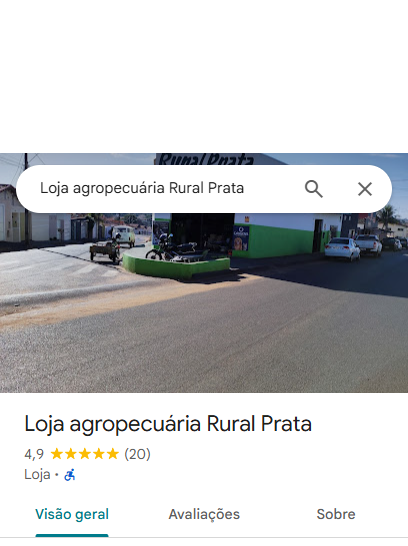 Rural Prata
Loja agropecuária Rural Prata
Loja agropecuária Rural Prata
4,9 (20)
Loja ·
Visão geral Avaliações Sobre